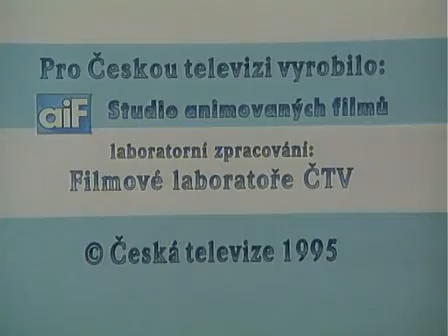 Pro Českou televizi vyrobilo:
aiF Studio animovaných filmů
laboratorní zpracování:
Filmové laboratoře ČTV
© Česká televize 1995